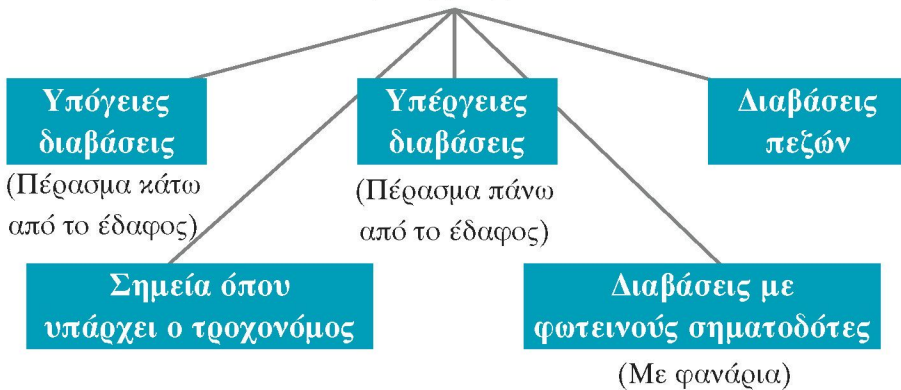 Υπόγειες
διαβάσεις
(Πέρασμα κάτω
από το έδαφος)
Υπέργειες
διαβάσεις
(Πέρασμα πάνω
από το έδαφος)
Διαβάσεις
πεζών
Σημεία όπου
υπάρχει ο τροχονόμος
Διαβάσεις με
φωτεινούς σηματοδότες
(Με φανάρια)